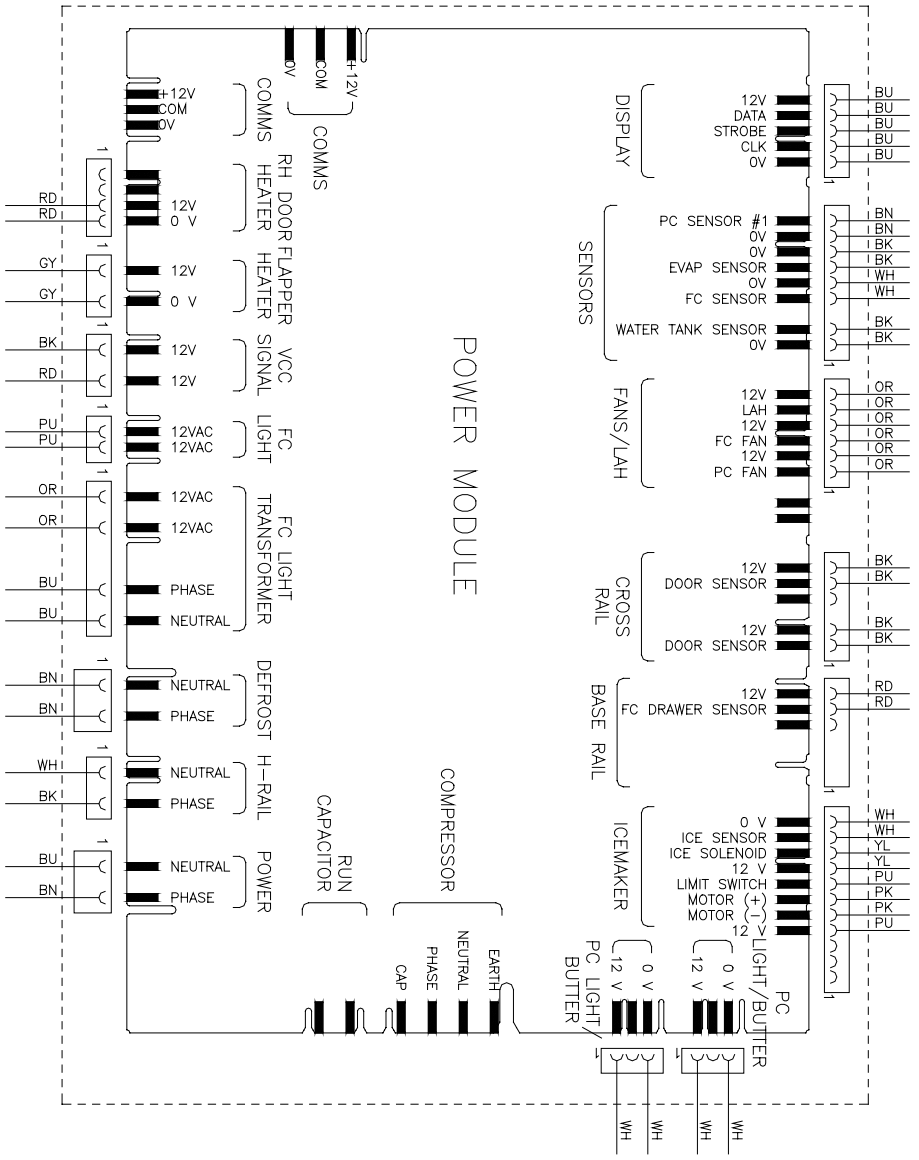 0V
COM
+12V
COMMS
+12V
COM
0V
COMMS
1
RD
RD
12V
0 V
RH DOOR
HEATER
1
GY
GY
12V
0 V
FLAPPER
HEATER
1
BK
RD
12V
12V
VCC
SIGNAL
1
PU
PU
12VAC
12VAC
FC
LIGHT
1
OR
OR
BU
BU
12VAC
12VAC
PHASE
NEUTRAL
FC LIGHT
TRANSFORMER
1
BN
BN
NEUTRAL
PHASE
DEFROST
1
WH
BK
NEUTRAL
PHASE
H-RAIL
1
BU
BN
NEUTRAL
PHASE
POWER
POWER MODULE
DISPLAY
12V
DATA
STROBE
CLK
0V
BU
BU
BU
BU
BU
1
SENSORS
PC SENSOR #1
0V
0V
EVAP SENSOR
0V
FC SENSOR
WATER TANK SENSOR
0V
BN
BN
BK
BK
WH
WH
BK
BK
1
FANS/LAH
12V
LAH
12V
FC FAN
12V
PC FAN
OR
OR
OR
OR
OR
OR
1
CROSS
RAIL
12V
DOOR SENSOR
12V
DOOR SENSOR
BK
BK
BK
BK
1
BASE RAIL
12V
FC DRAWER SENSOR
RD
RD
1
ICEMAKER
0 V
ICE SENSOR
ICE SOLENOID
12 V
LIMIT SWITCH
MOTOR (+)
MOTOR (-)
12 V
WH
WH
YL
YL
PU
PK
PK
PU
1
RUN
CAPACITOR
COMPRESSOR
CAP
PHASE
NEUTRAL
EARTH
PC LIGHT/
BUTTER
12 V
0 V
1
WH
WH
PC
LIGHT/BUTTER
12 V
0 V
1
WH
WH